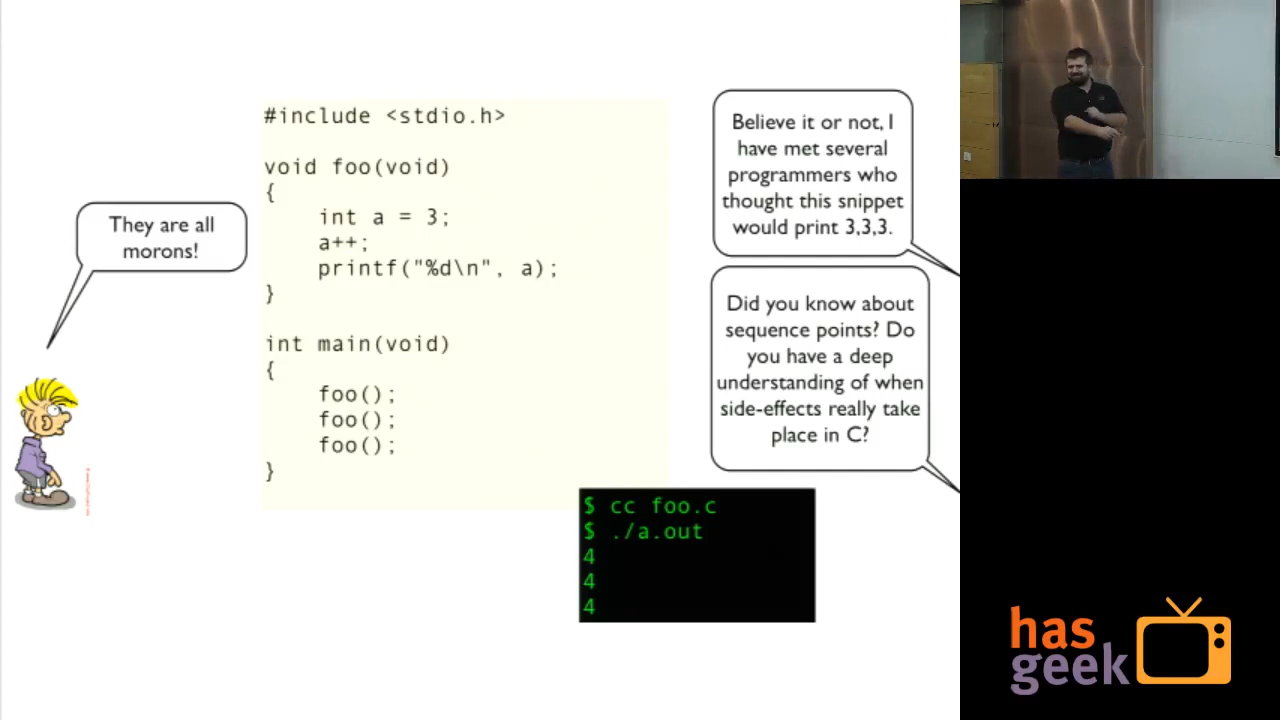 They are all
morons!
#include <stdio.h>
void foo(void)
{
    int a = 3;
    a++;
    printf("%d\n", a);
}
int main(void)
{
    foo();
    foo();
    foo();
}
Believe it or not, I
have met several
programmers who
thought this snippet
would print 3,3,3.
Did you know about
sequence points? Do
you have a deep
understanding of when
side-effects really take
place in C?
$ cc foo.c
$ ./a.out
4
4
4
has
geek